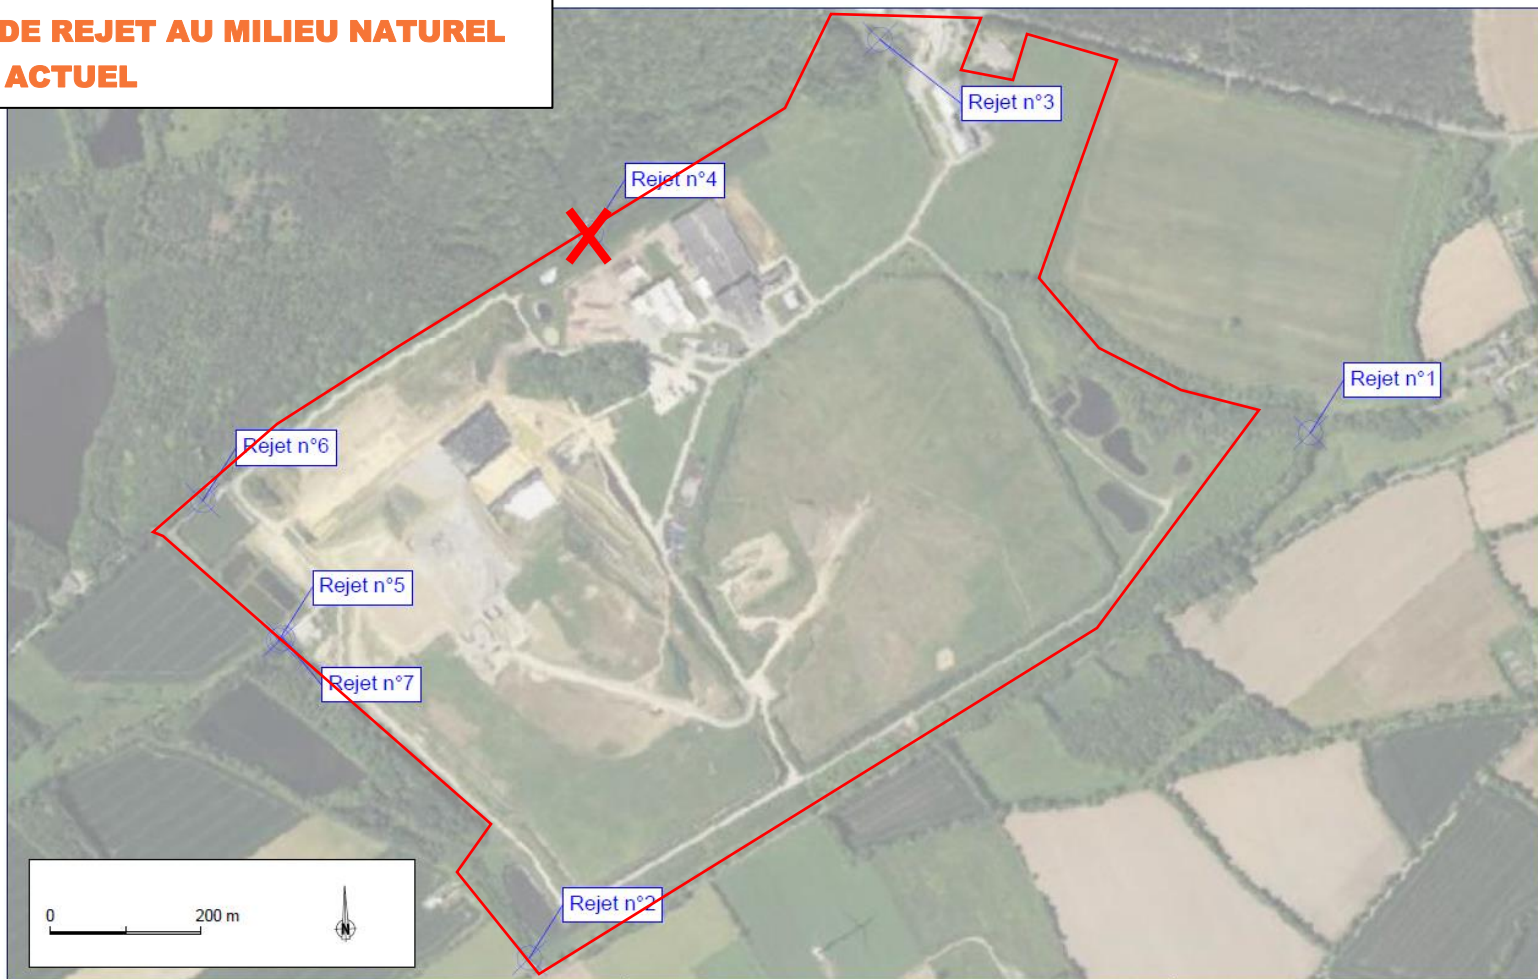 DE REJET AU MILIEU NATUREL
ACTUEL
Rejet n°3
Rejet n°4
Rejet n°1
Rejet n°6
Rejet n°5
Rejet n°7
Rejet n°2
0 200 m
N